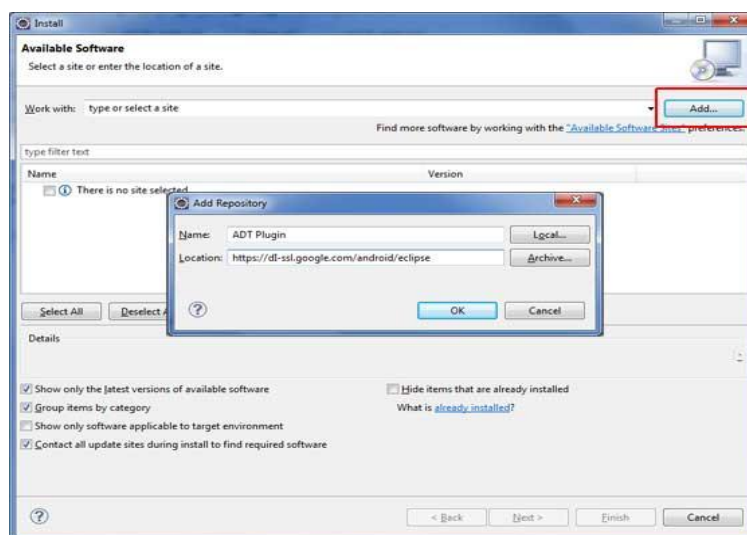 Install
Available Software
Select a site or enter the location of a site.
Work with: type or select a site
Add...
Find more software by working with the "Available Software Sites" preferences.
type filter text
Name Version
There is no site selected.
Add Repository
Name: ADT Plugin Local...
Location: https://dl-ssl.google.com/android/eclipse Archive...
OK Cancel
Select All Deselect A
Details
Show only the latest versions of available software
Hide items that are already installed
Group items by category
What is already installed?
Show only software applicable to target environment
Contact all update sites during install to find required software
< Back Next > Finish Cancel